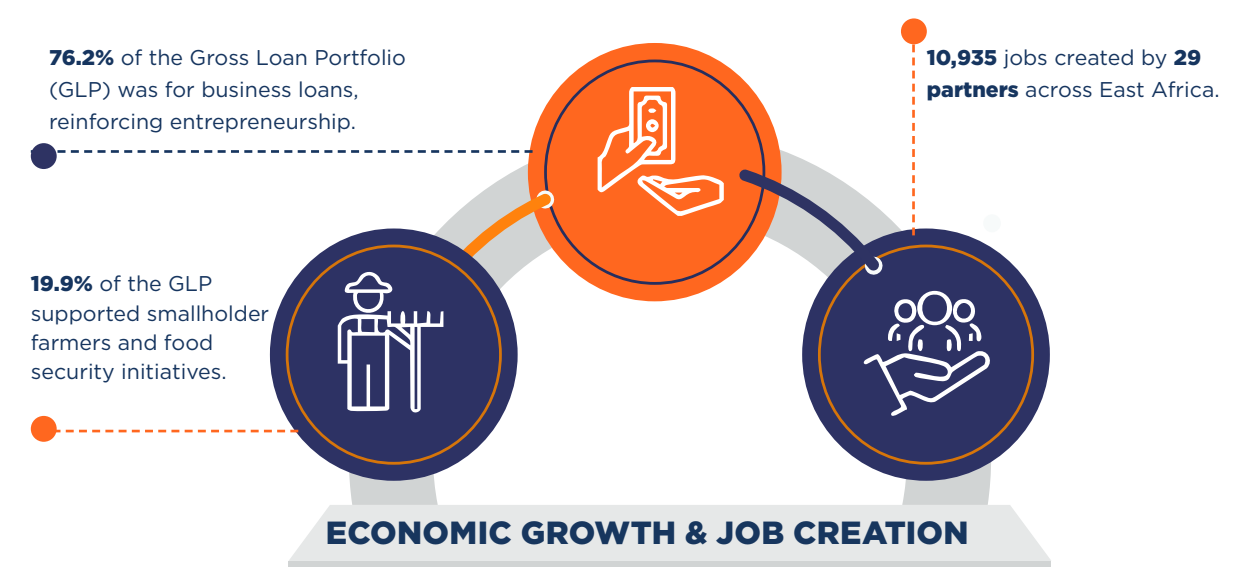 76.2% of the Gross Loan Portfolio
(GLP) was for business loans,
reinforcing entrepreneurship.
10,935 jobs created by 29
partners across East Africa.
19.9% of the GLP
supported smallholder
farmers and food
security initiatives.
ECONOMIC GROWTH & JOB CREATION